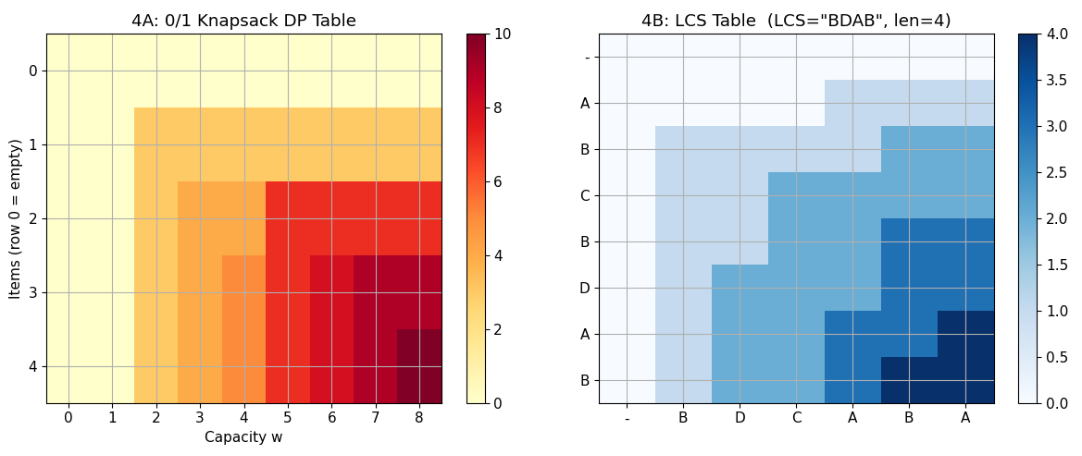 4A: 0/1 Knapsack DP Table
Items (row 0 = empty)
0
1
2
3
4
0 1 2 3 4 5 6 7 8
Capacity w
10
8
6
4
2
0
4B: LCS Table (LCS="BDAB", len=4)
-
A
B
C
B
D
A
B
- B D C A B A
4.0
3.5
3.0
2.5
2.0
1.5
1.0
0.5
0.0